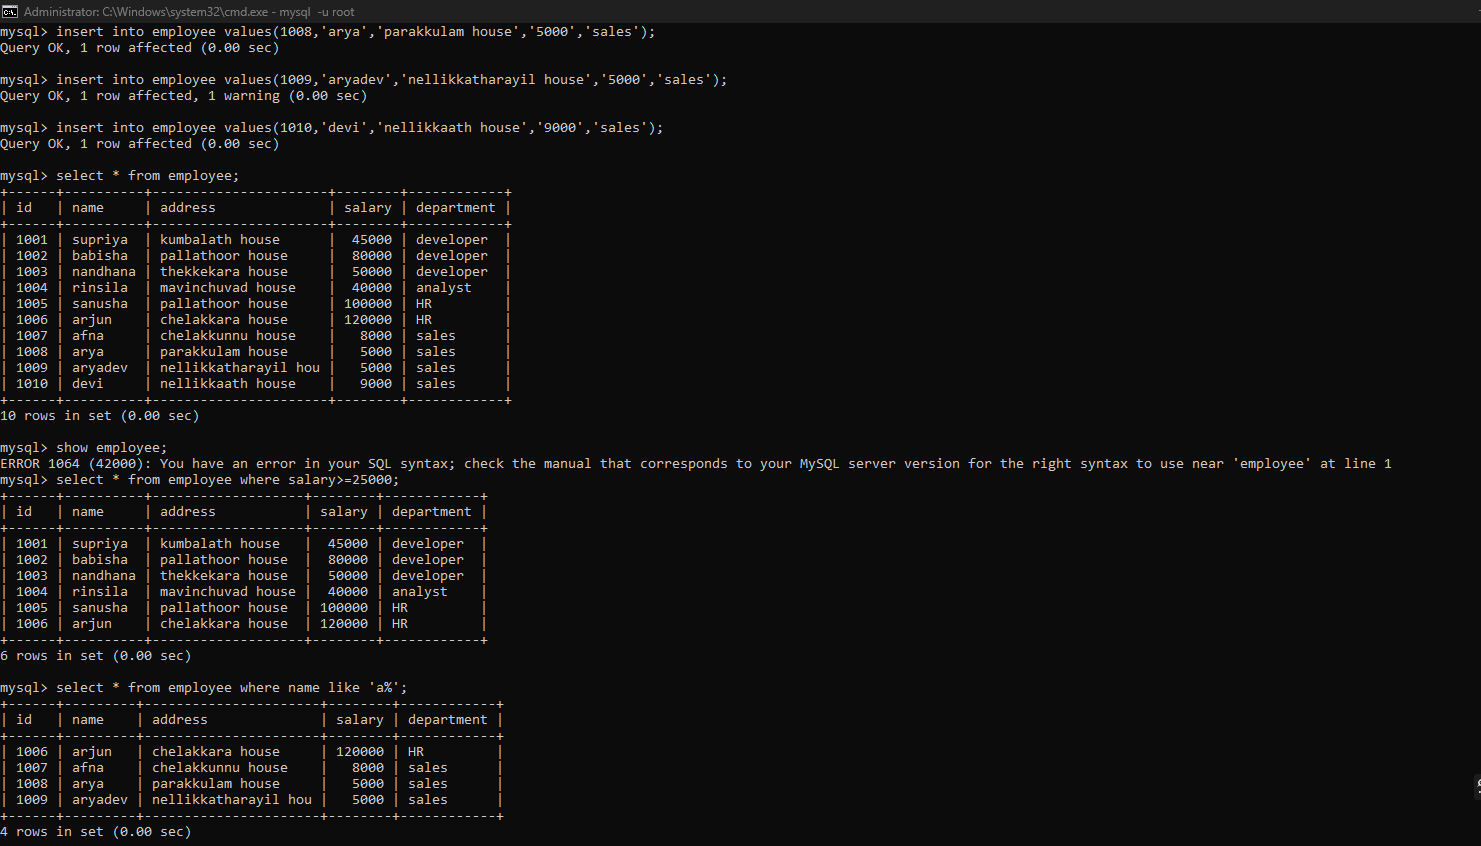 Administrator: C:\Windows\system32\cmd.exe - mysql  -u root
mysql> insert into employee values(1008,'arya','parakkulam house','5000','sales');
Query OK, 1 row affected (0.00 sec)

mysql> insert into employee values(1009,'aryadev','nellikkatharayil house','5000','sales');
Query OK, 1 row affected, 1 warning (0.00 sec)

mysql> insert into employee values(1010,'devi','nellikkaath house','9000','sales');
Query OK, 1 row affected (0.00 sec)

mysql> select * from employee;
+------+----------+----------------------+--------+------------+
| id   | name     | address              | salary | department |
+------+----------+----------------------+--------+------------+
| 1001 | supriya  | kumbalath house      |  45000 | developer  |
| 1002 | babisha  | pallathoor house     |  80000 | developer  |
| 1003 | nandhana | thekkekara house     |  50000 | developer  |
| 1004 | rinsila  | mavinchuvad house    |  40000 | analyst    |
| 1005 | sanusha  | pallathoor house     | 100000 | HR         |
| 1006 | arjun    | chelakkara house     | 120000 | HR         |
| 1007 | afna     | chelakkunnu house    |   8000 | sales      |
| 1008 | arya     | parakkulam house     |   5000 | sales      |
| 1009 | aryadev  | nellikkatharayil hou |   5000 | sales      |
| 1010 | devi     | nellikkaath house    |   9000 | sales      |
+------+----------+----------------------+--------+------------+
10 rows in set (0.00 sec)

mysql> show employee;
ERROR 1064 (42000): You have an error in your SQL syntax; check the manual that corresponds to your MySQL server version for the right syntax to use near 'employee' at line 1
mysql> select * from employee where salary>=25000;
+------+----------+-------------------+--------+------------+
| id   | name     | address           | salary | department |
+------+----------+-------------------+--------+------------+
| 1001 | supriya  | kumbalath house   |  45000 | developer  |
| 1002 | babisha  | pallathoor house  |  80000 | developer  |
| 1003 | nandhana | thekkekara house  |  50000 | developer  |
| 1004 | rinsila  | mavinchuvad house |  40000 | analyst    |
| 1005 | sanusha  | pallathoor house  | 100000 | HR         |
| 1006 | arjun    | chelakkara house  | 120000 | HR         |
+------+----------+-------------------+--------+------------+
6 rows in set (0.00 sec)

mysql> select * from employee where name like 'a%';
+------+---------+----------------------+--------+------------+
| id   | name    | address              | salary | department |
+------+---------+----------------------+--------+------------+
| 1006 | arjun   | chelakkara house     | 120000 | HR         |
| 1007 | afna    | chelakkunnu house    |   8000 | sales      |
| 1008 | arya    | parakkulam house     |   5000 | sales      |
| 1009 | aryadev | nellikkatharayil hou |   5000 | sales      |
+------+---------+----------------------+--------+------------+
4 rows in set (0.00 sec)